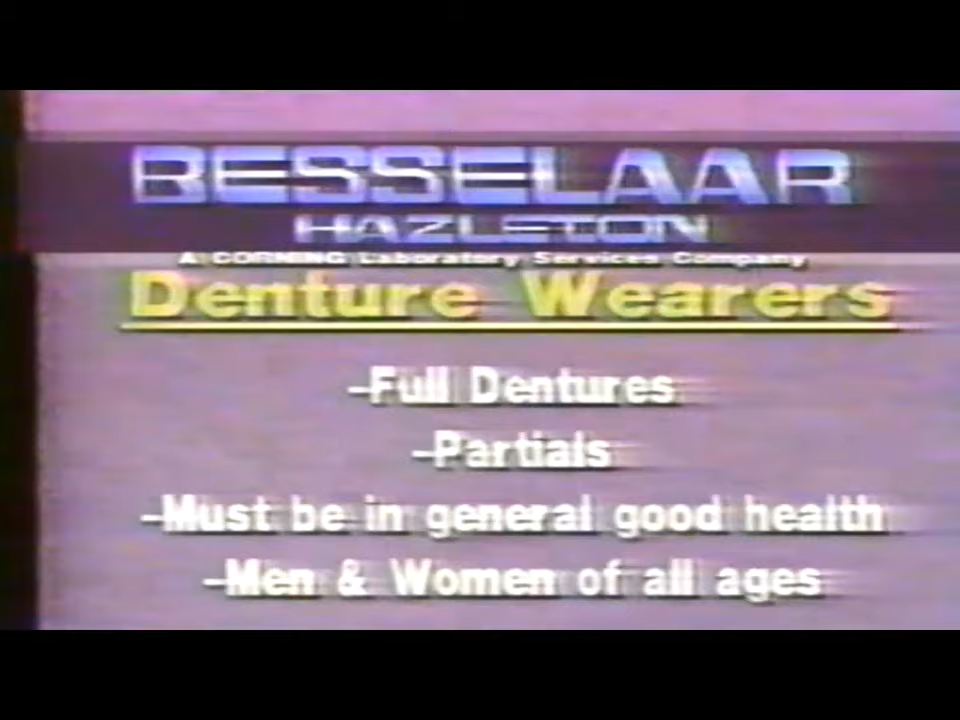 BESSELAAR
HAZLETON
A CORNING Laboratory Services Company
Denture Wearers
-Full Dentures
-Partials
-Must be in general good health
-Men & Women of all ages